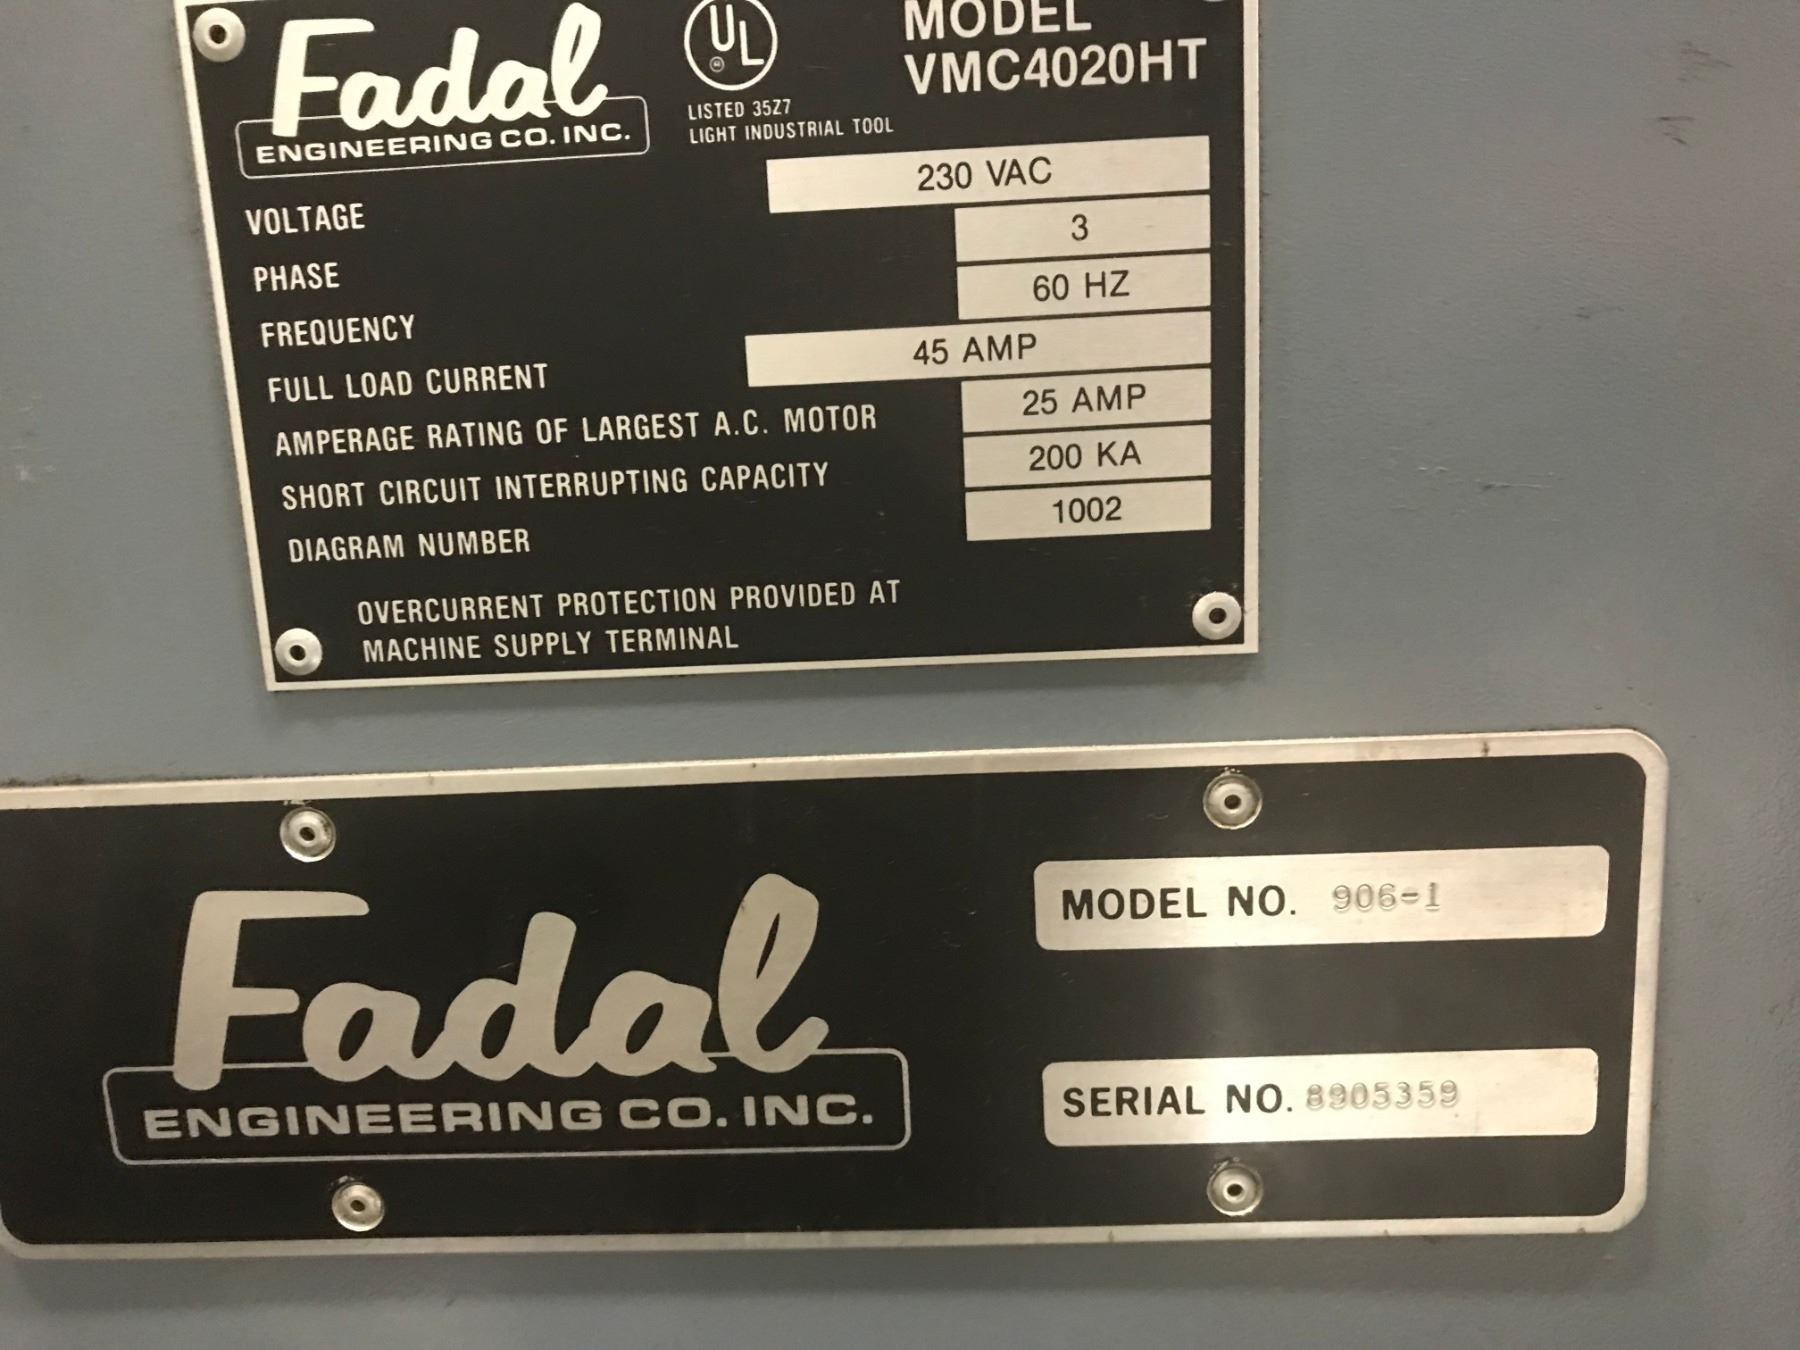 Fadal
ENGINEERING CO. INC.
UL
LISTED 35Z7
LIGHT INDUSTRIAL TOOL
MODEL
VMC4020HT
VOLTAGE 230 VAC
PHASE 3
FREQUENCY 60 HZ
FULL LOAD CURRENT 45 AMP
AMPERAGE RATING OF LARGEST A.C. MOTOR 25 AMP
SHORT CIRCUIT INTERRUPTING CAPACITY 200 KA
DIAGRAM NUMBER 1002
OVERCURRENT PROTECTION PROVIDED AT
MACHINE SUPPLY TERMINAL
Fadal
ENGINEERING CO. INC.
MODEL NO. 906-1
SERIAL NO. 8905359